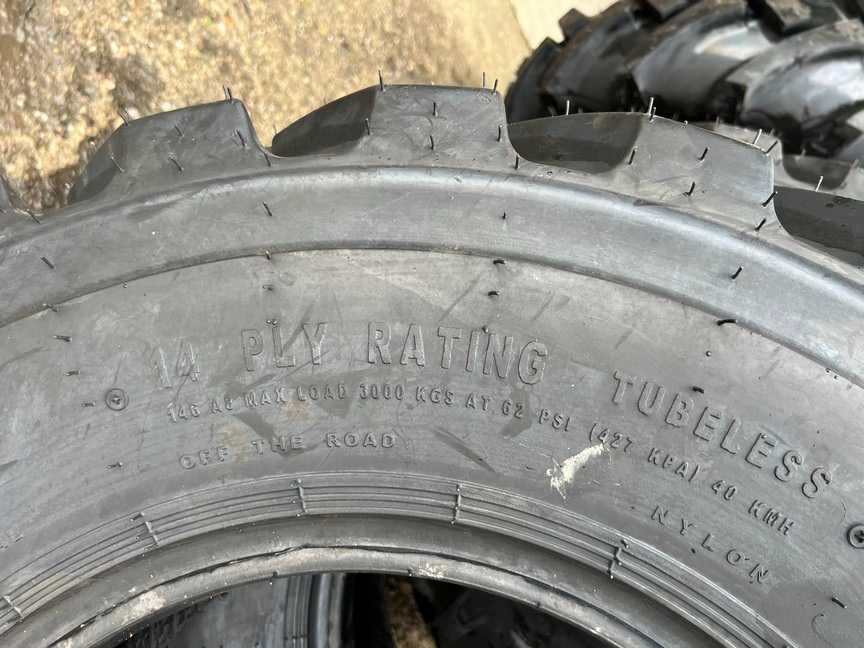 14 PLY RATING TUBELESS
146 A8 MAX LOAD 3000 KGS AT 62 PSI (427 KPA) 40 KMH
OFF THE ROAD
NYLON